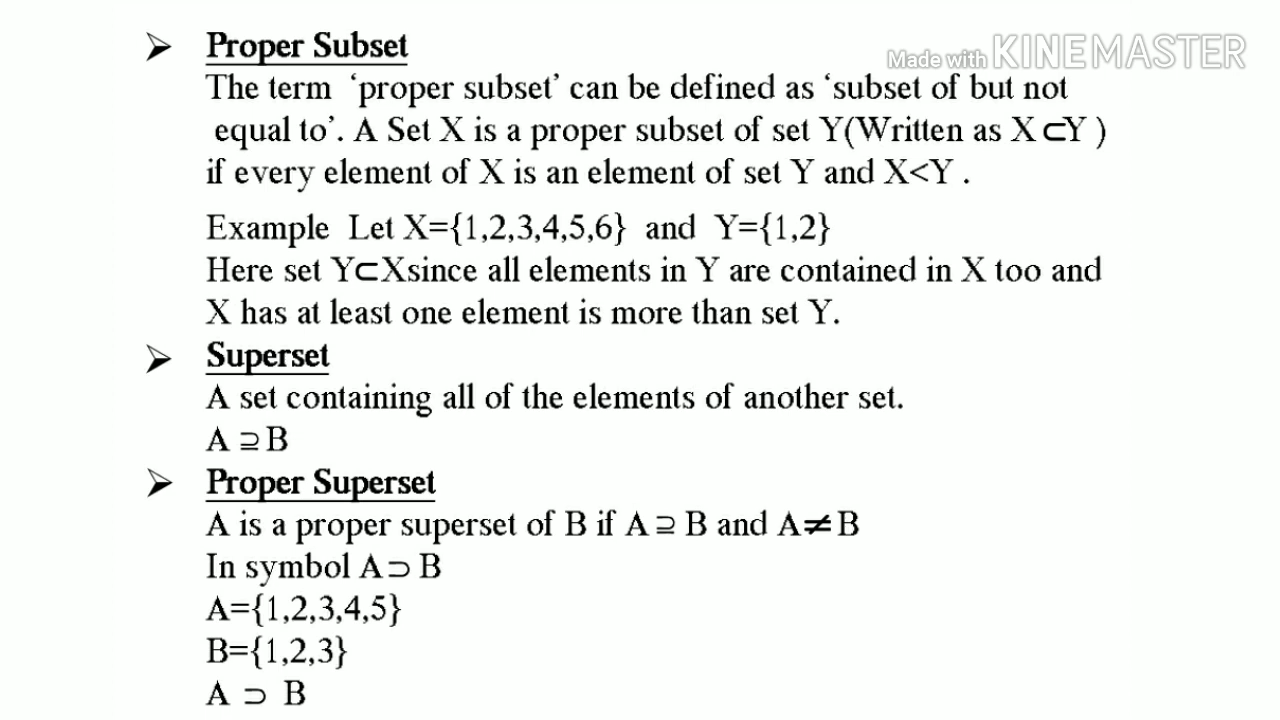 Made with KINEMASTER
➢ Proper Subset
The term ‘proper subset’ can be defined as ‘subset of but not
equal to’. A Set X is a proper subset of set Y(Written as X⊂Y )
if every element of X is an element of set Y and X<Y .
Example Let X={1,2,3,4,5,6} and Y={1,2}
Here set Y⊂Xsince all elements in Y are contained in X too and
X has at least one element is more than set Y.
➢ Superset
A set containing all of the elements of another set.
A ⊇ B
➢ Proper Superset
A is a proper superset of B if A ⊇ B and A≠B
In symbol A⊃ B
A={1,2,3,4,5}
B={1,2,3}
A ⊃ B